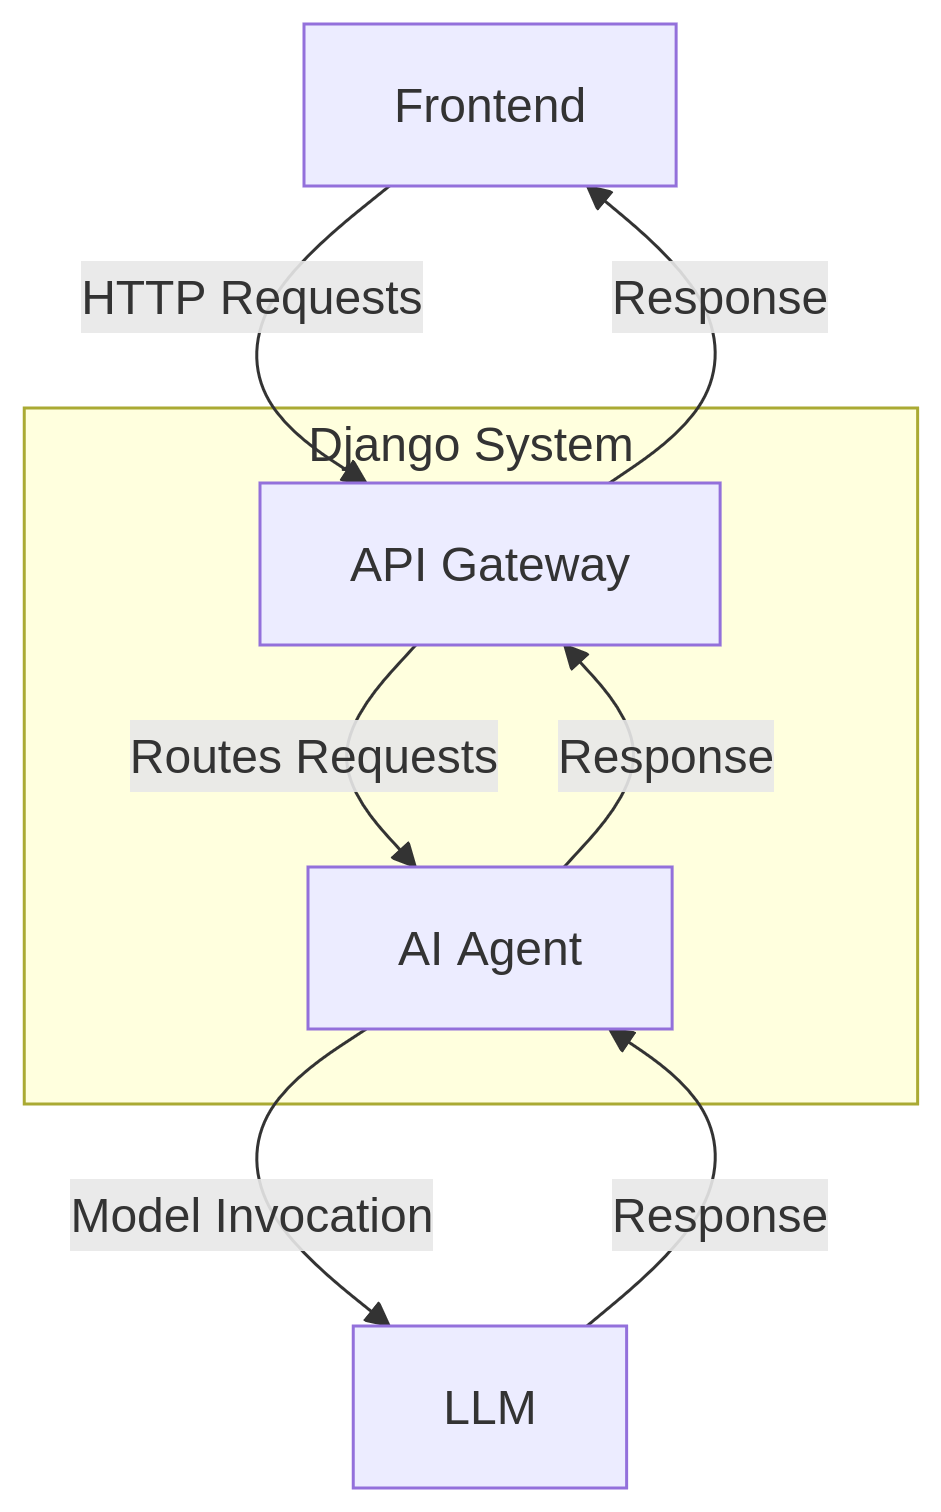 Frontend
HTTP Requests
Response
Django System
API Gateway
Routes Requests
Response
AI Agent
Model Invocation
Response
LLM